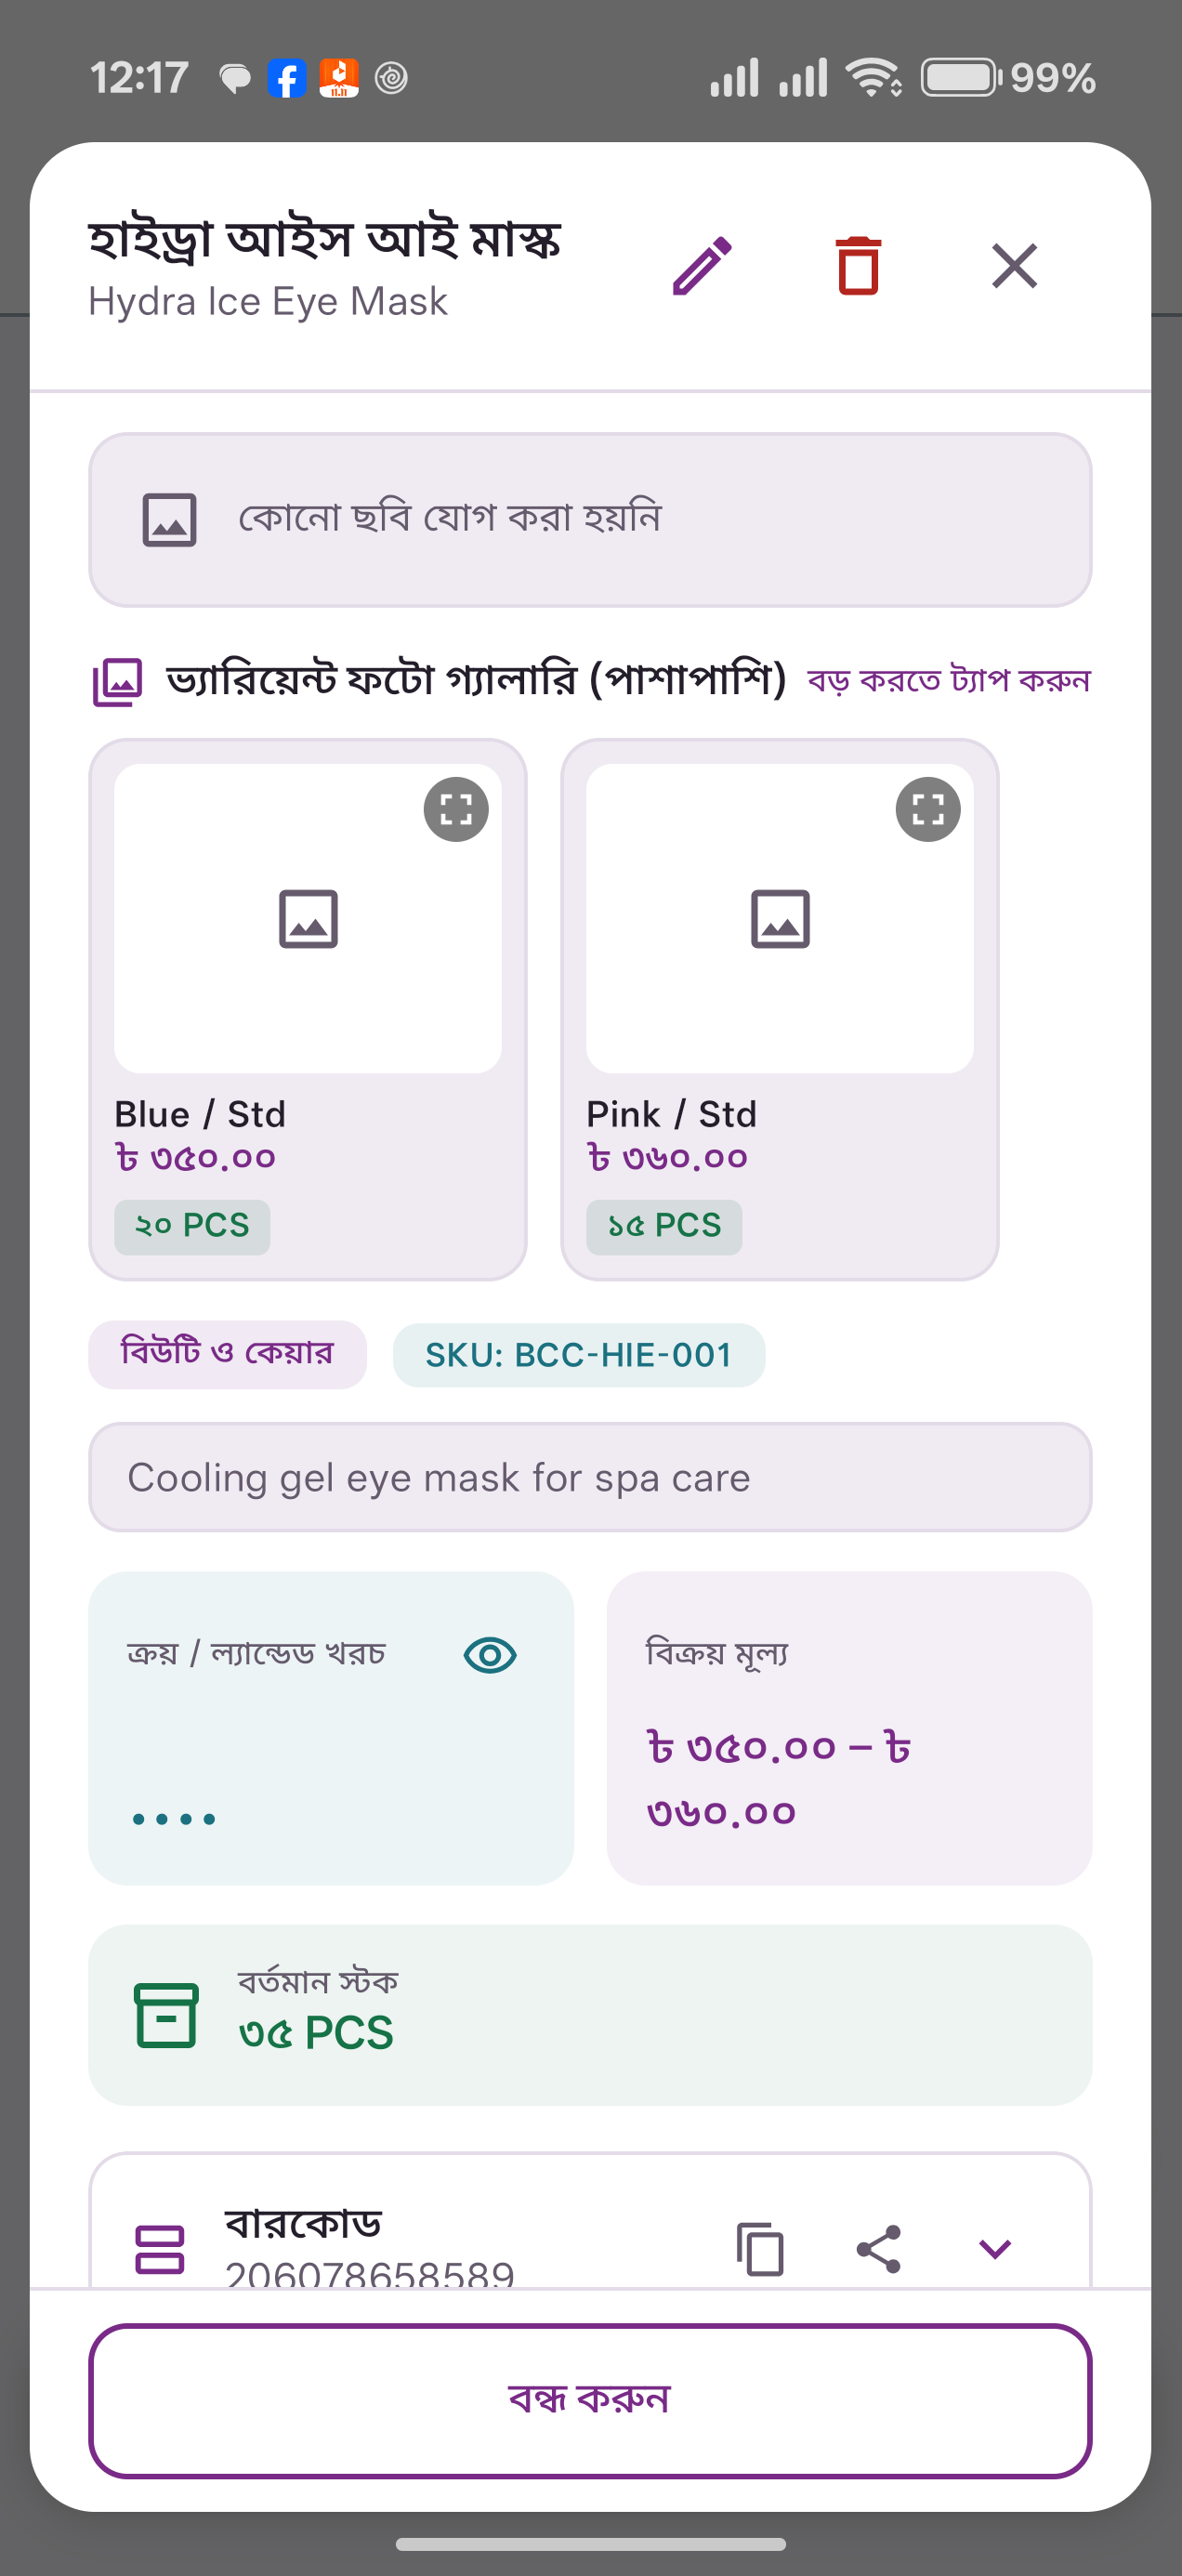 12:17
99%
হাইড্রা আইস আই মাস্ক
Hydra Ice Eye Mask
কোনো ছবি যোগ করা হয়নি
ভ্যারিয়েন্ট ফটো গ্যালারি (পাশাপাশি) বড় করতে ট্যাপ করুন
Blue / Std
৳ ৩৫০.০০
২০ PCS
Pink / Std
৳ ৩৬০.০০
১৫ PCS
বিউটি ও কেয়ার
SKU: BCC-HIE-001
Cooling gel eye mask for spa care
ক্রয় / ল্যান্ডেড খরচ
••••
বিক্রয় মূল্য
৳ ৩৫০.০০ – ৳
৩৬০.০০
বর্তমান স্টক
৩৫ PCS
বারকোড
206078658589
বন্ধ করুন